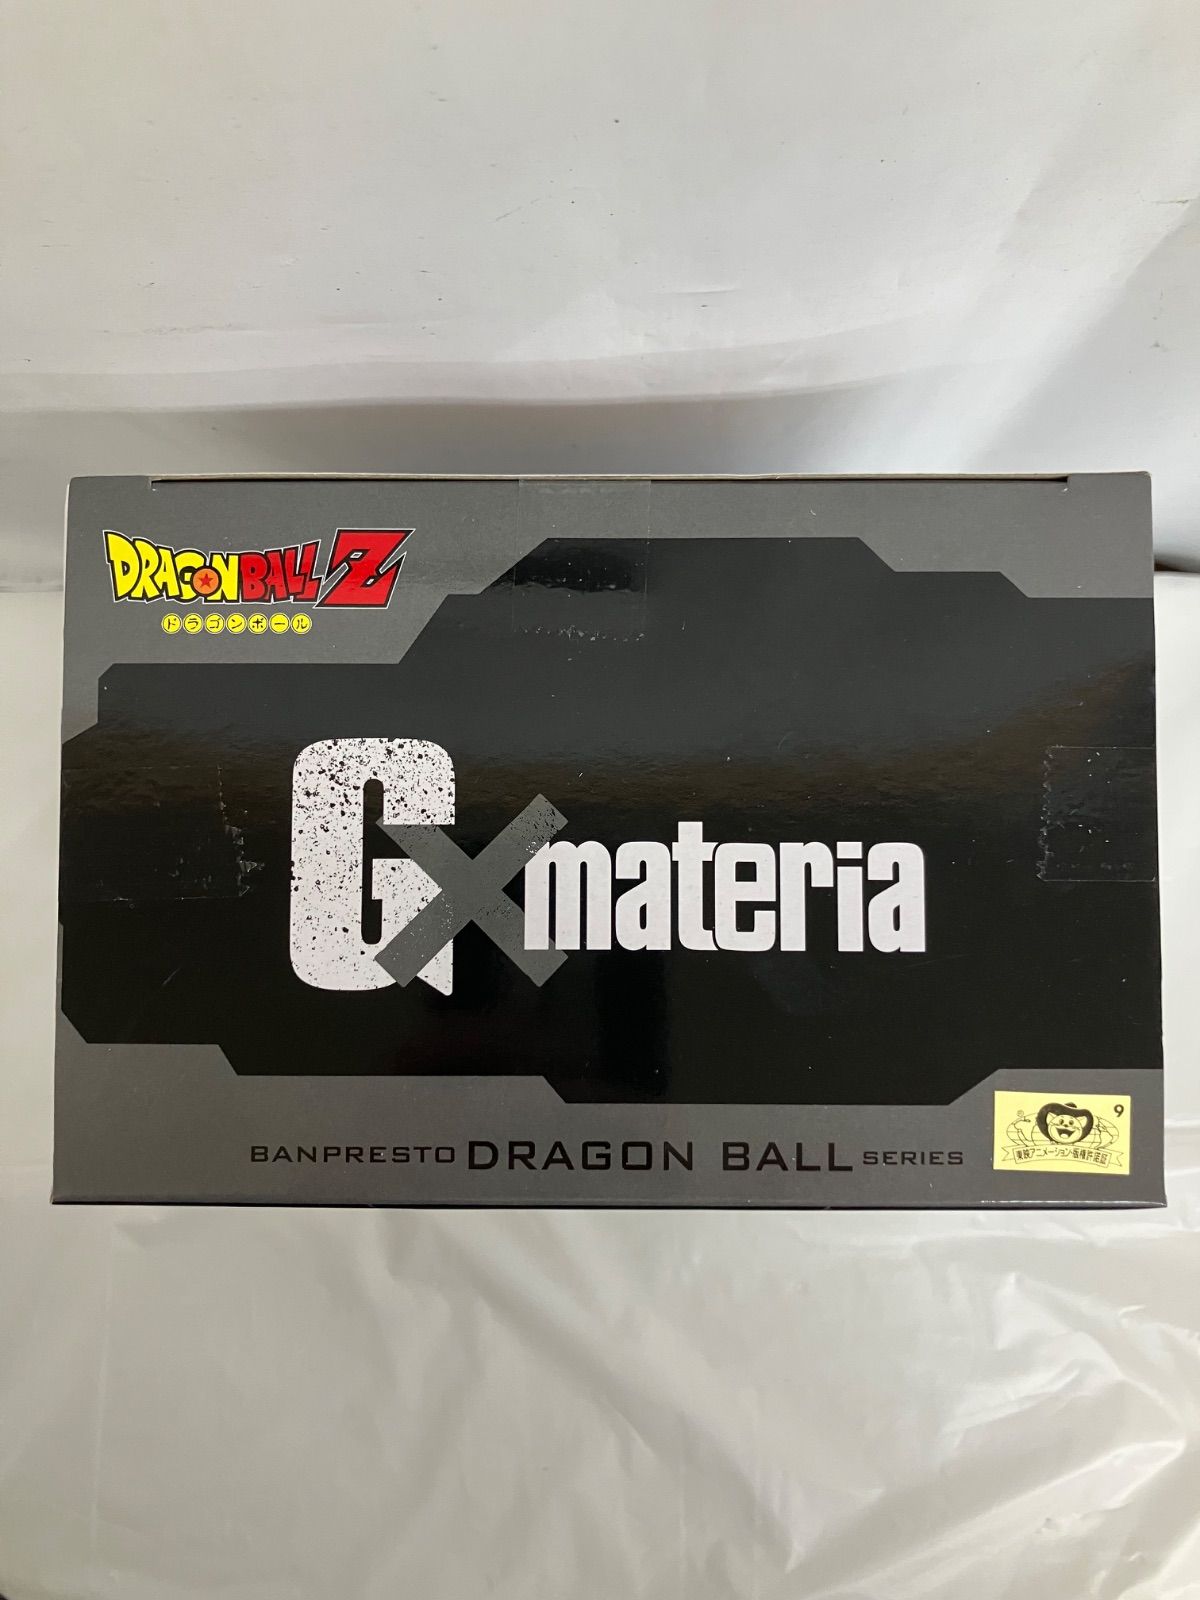 DRAGON BALL Z
ドラゴンボール
G×materia
BANPRESTO DRAGON BALL SERIES
9
東映アニメーション・版権許諾証